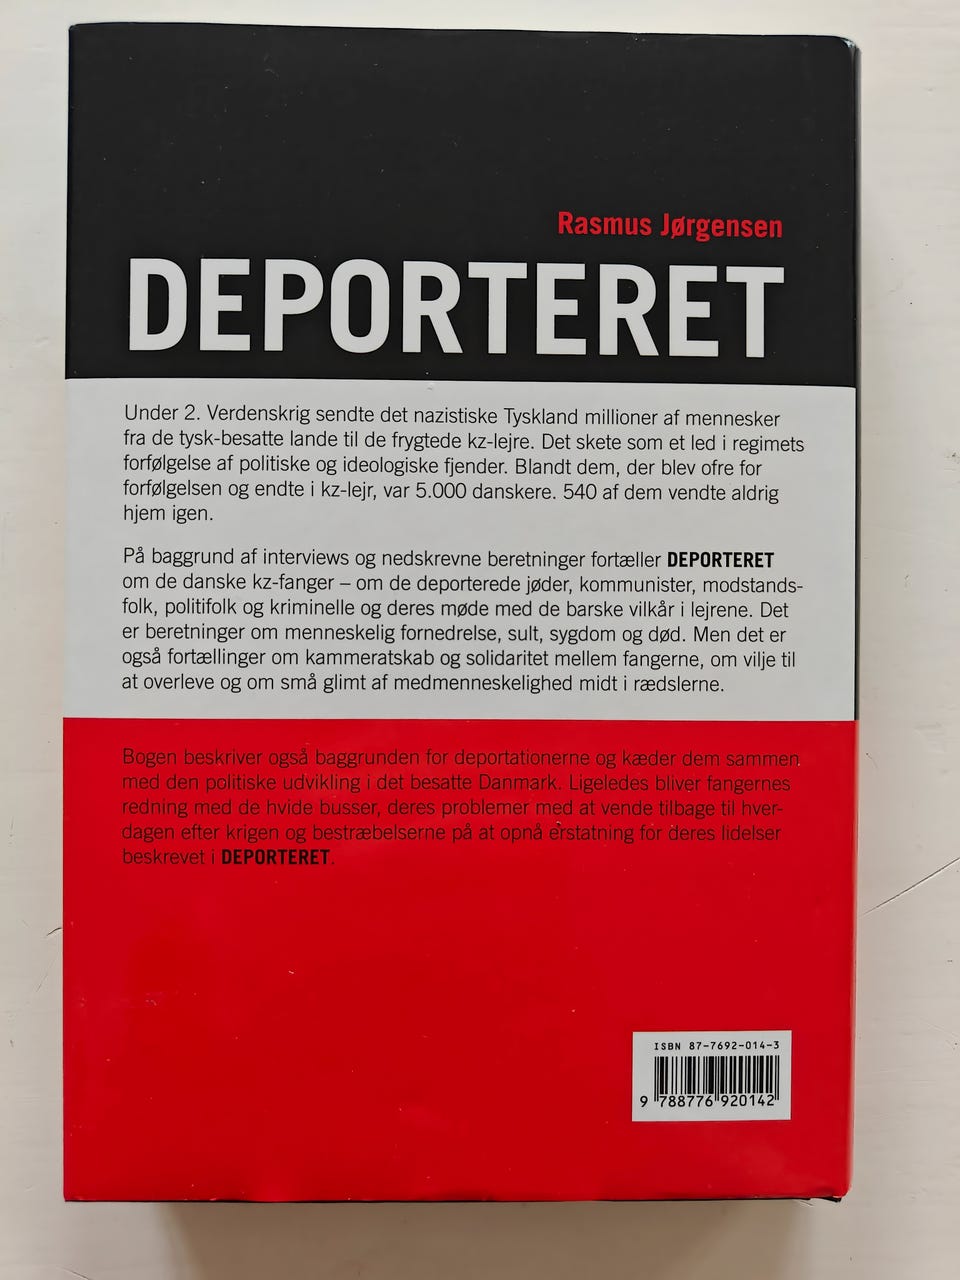 Rasmus Jørgensen
DEPORTERET
Under 2. Verdenskrig sendte det nazistiske Tyskland millioner af mennesker
fra de tysk-besatte lande til de frygtede kz-lejre. Det skete som et led i regimets
forfølgelse af politiske og ideologiske fjender. Blandt dem, der blev ofre for
forfølgelsen og endte i kz-lejr, var 5.000 danskere. 540 af dem vendte aldrig
hjem igen.
På baggrund af interviews og nedskrevne beretninger fortæller DEPORTERET
om de danske kz-fanger – om de deporterede jøder, kommunister, modstands-
folk, politifolk og kriminelle og deres møde med de barske vilkår i lejrene. Det
er beretninger om menneskelig fornedrelse, sult, sygdom og død. Men det er
også fortællinger om kammeratskab og solidaritet mellem fangerne, om vilje til
at overleve og om små glimt af medmenneskelighed midt i rædslerne.
Bogen beskriver også baggrunden for deportationerne og kæder dem sammen
med den politiske udvikling i det besatte Danmark. Ligeledes bliver fangernes
redning med de hvide busser, deres problemer med at vende tilbage til hver-
dagen efter krigen og bestræbelserne på at opnå erstatning for deres lidelser
beskrevet i DEPORTERET.
ISBN 87-7692-014-3
9 788776 920142